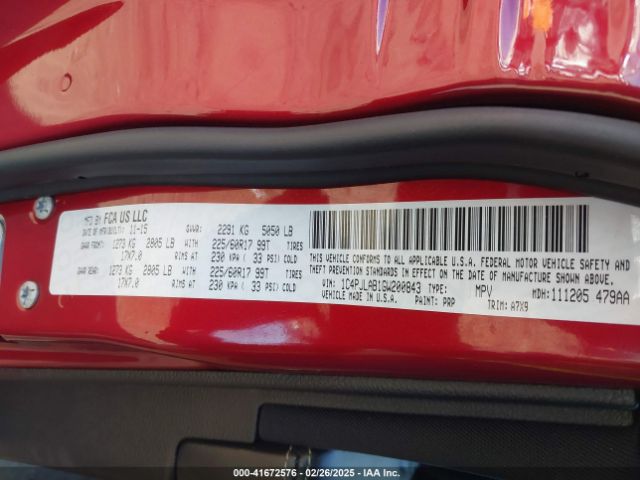 MFD BY FCA US LLC
DATE OF MFR(BUILT): 11-15 GVWR: 2291 KG 5050 LB
GAWR FRONT: 1273 KG 2805 LB WITH 225/60R17 99T TIRES
17X7.0 RIMS AT 230 KPA ( 33 PSI) COLD
GAWR REAR: 1273 KG 2805 LB WITH 225/60R17 99T TIRES
17X7.0 RIMS AT 230 KPA ( 33 PSI) COLD
THIS VEHICLE CONFORMS TO ALL APPLICABLE U.S.A. FEDERAL MOTOR VEHICLE SAFETY AND
THEFT PREVENTION STANDARDS IN EFFECT ON THE DATE OF MANUFACTURE SHOWN ABOVE.
VIN: 1C4PJLAB1GW200843 TYPE: MPV MDH: 111205 479AA
VEHICLE MADE IN U.S.A. PAINT: PRP TRIM: A7X9
000-41672576 02/26/2025 IAA Inc.